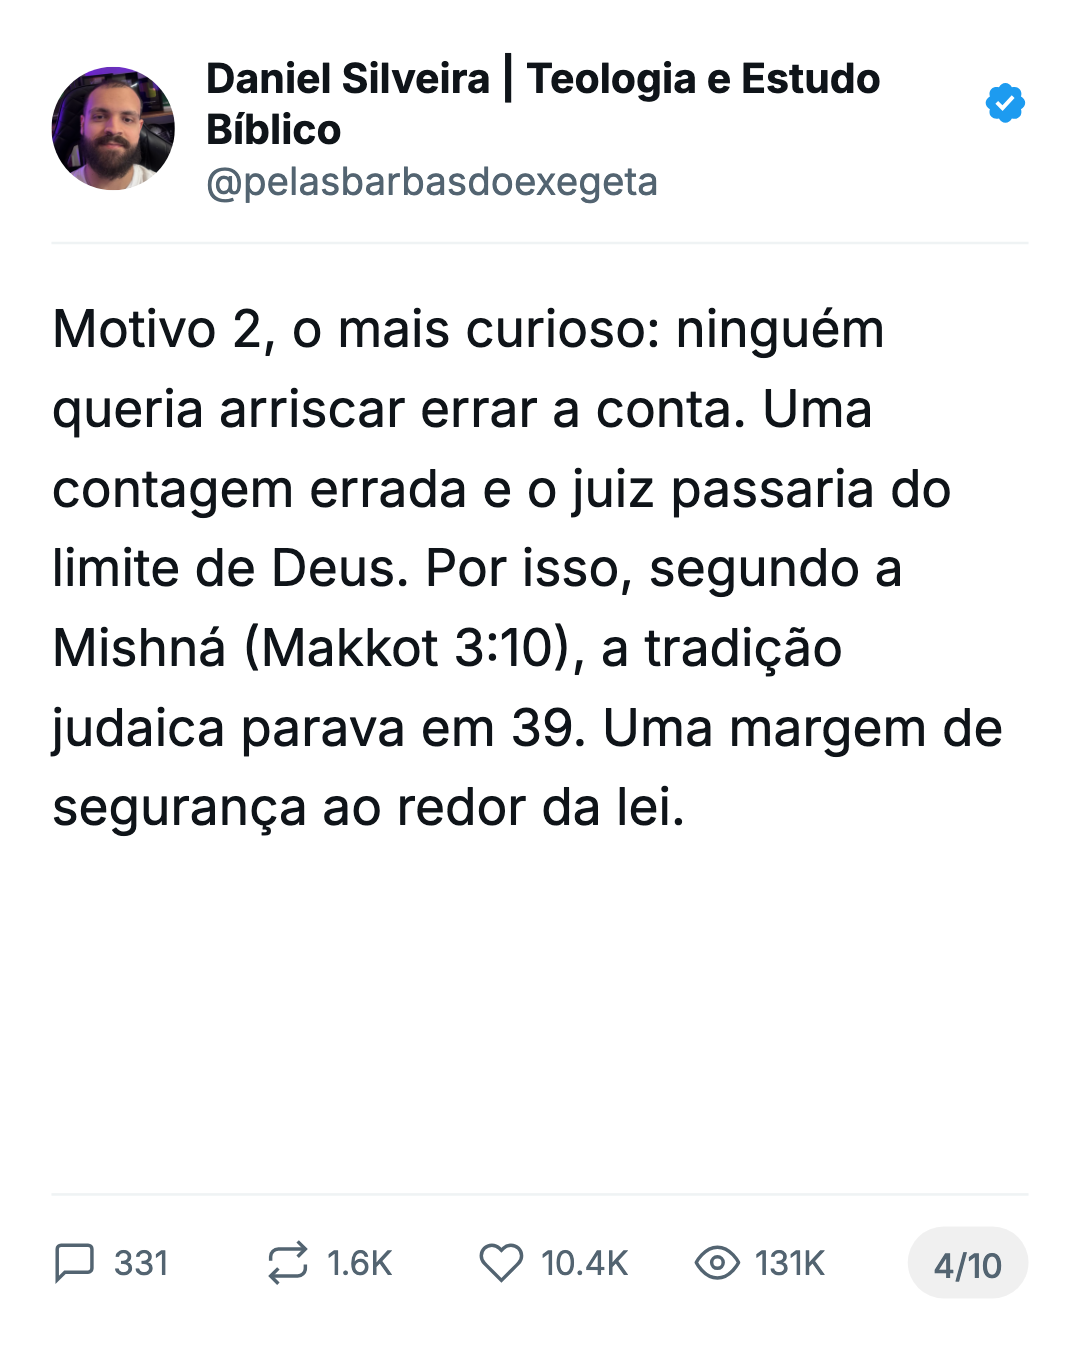 Daniel Silveira | Teologia e Estudo
Bíblico
@pelasbarbasdoexegeta
Motivo 2, o mais curioso: ninguém
queria arriscar errar a conta. Uma
contagem errada e o juiz passaria do
limite de Deus. Por isso, segundo a
Mishná (Makkot 3:10), a tradição
judaica parava em 39. Uma margem de
segurança ao redor da lei.
331 1.6K 10.4K 131K 4/10